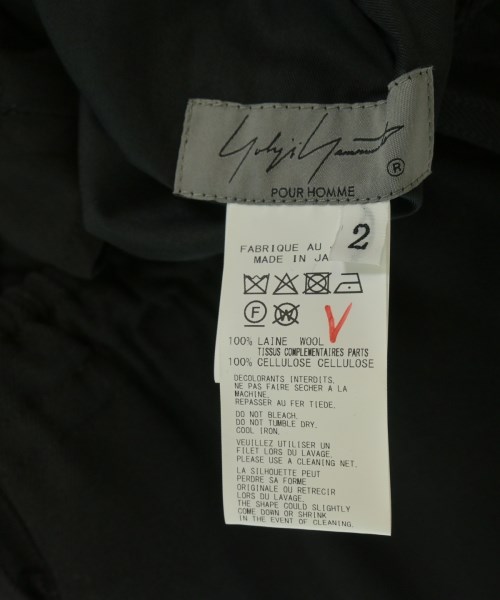 Yohji Yamamoto
®
POUR HOMME
2
FABRIQUE AU
MADE IN JA
F W
V
100% LAINE WOOL
TISSUS COMPLEMENTAIRES PARTS
100% CELLULOSE CELLULOSE
DECOLORANTS INTERDITS.
NE PAS FAIRE SECHER A LA
MACHINE.
REPASSER AU FER TIEDE.
DO NOT BLEACH.
DO NOT TUMBLE DRY.
COOL IRON.
VEUILLEZ UTILISER UN
FILET LORS DU LAVAGE.
PLEASE USE A CLEANING NET.
LA SILHOUETTE PEUT
PERDRE SA FORME
ORIGINALE OU RETRECIR
LORS DU LAVAGE.
THE SHAPE COULD SLIGHTLY
COME DOWN OR SHRINK
IN THE EVENT OF CLEANING.